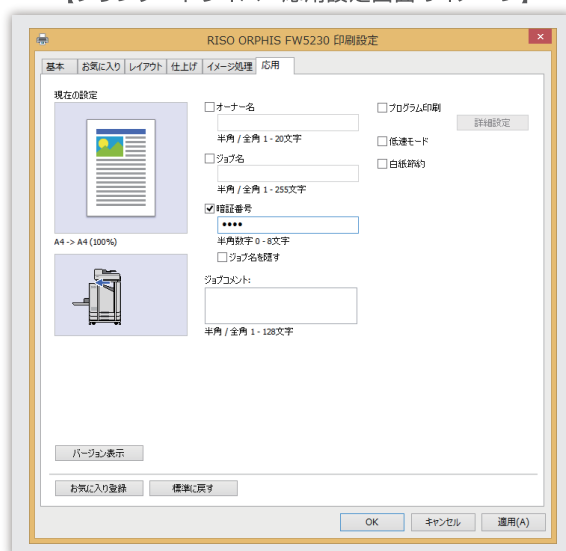 RISO ORPHIS FW5230 印刷設定
基本 お気に入り レイアウト 仕上げ イメージ処理 応用
現在の設定
A4 -> A4 (100%)
□オーナー名
半角 / 全角 1 - 20文字
□ジョブ名
半角 / 全角 1 - 255文字
☑暗証番号
••••
半角数字 0 - 8文字
□ジョブ名を隠す
ジョブコメント:
半角 / 全角 1 - 128文字
□プログラム印刷
詳細設定
□低速モード
□白紙節約
バージョン表示
お気に入り登録 標準に戻す
OK キャンセル 適用(A)